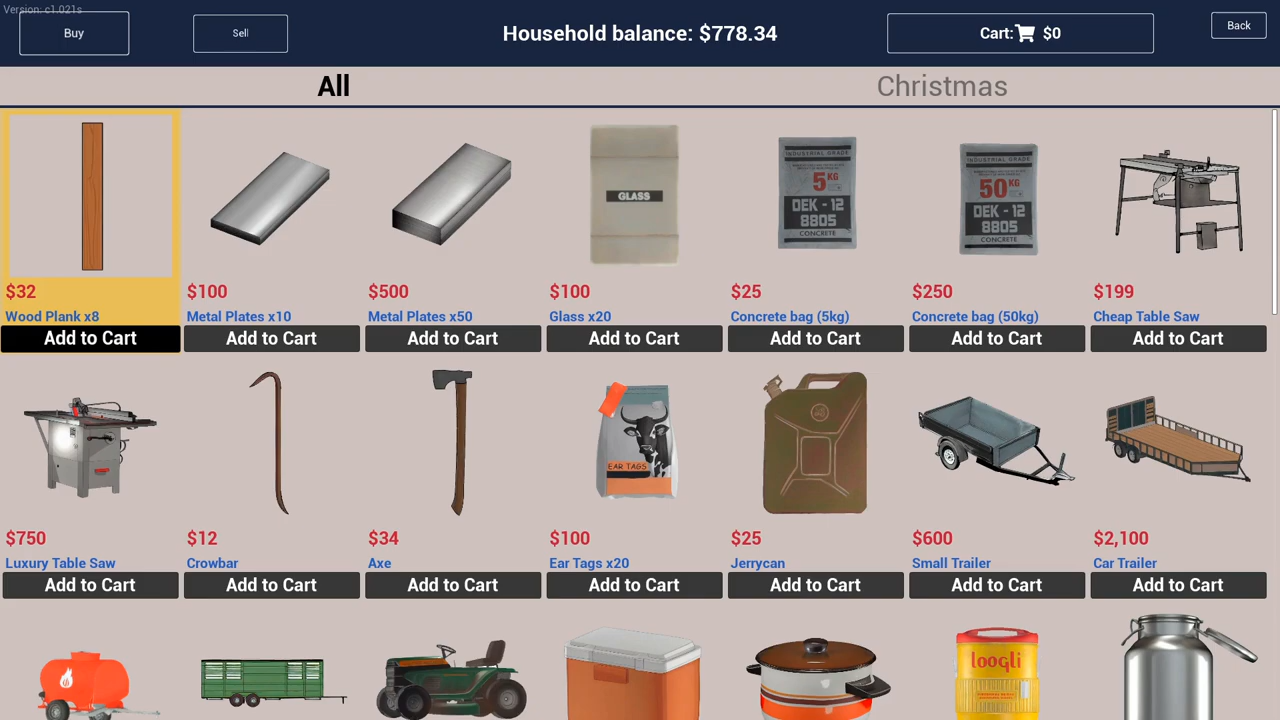 Version: c1.021s
Buy
Sell
Household balance: $778.34
Cart: $0
Back
All
Christmas
GLASS
INDUSTRIAL GRADE
5KG
DEK - 12
8805
CONCRETE
INDUSTRIAL GRADE
50KG
DEK - 12
8805
CONCRETE
$32
$100
$500
$100
$25
$250
$199
Wood Plank x8
Metal Plates x10
Metal Plates x50
Glass x20
Concrete bag (5kg)
Concrete bag (50kg)
Cheap Table Saw
Add to Cart
Add to Cart
Add to Cart
Add to Cart
Add to Cart
Add to Cart
Add to Cart
EAR TAGS
$750
$12
$34
$100
$25
$600
$2,100
Luxury Table Saw
Crowbar
Axe
Ear Tags x20
Jerrycan
Small Trailer
Car Trailer
Add to Cart
Add to Cart
Add to Cart
Add to Cart
Add to Cart
Add to Cart
Add to Cart
looqli